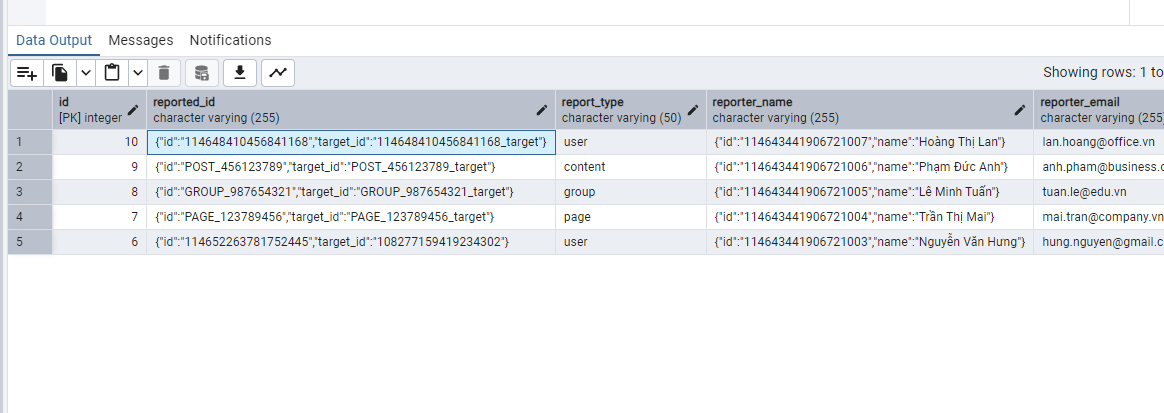 Data Output Messages Notifications
Showing rows: 1 to
id reported_id report_type reporter_name reporter_email
[PK] integer character varying (255) character varying (50) character varying (255) character varying (255)
1 10 {"id":"114648410456841168","target_id":"114648410456841168_target"} user {"id":"114643441906721007","name":"Hoàng Thị Lan"} lan.hoang@office.vn
2 9 {"id":"POST_456123789","target_id":"POST_456123789_target"} content {"id":"114643441906721006","name":"Phạm Đức Anh"} anh.pham@business.c
3 8 {"id":"GROUP_987654321","target_id":"GROUP_987654321_target"} group {"id":"114643441906721005","name":"Lê Minh Tuấn"} tuan.le@edu.vn
4 7 {"id":"PAGE_123789456","target_id":"PAGE_123789456_target"} page {"id":"114643441906721004","name":"Trần Thị Mai"} mai.tran@company.vn
5 6 {"id":"114652263781752445","target_id":"108277159419234302"} user {"id":"114643441906721003","name":"Nguyễn Văn Hưng"} hung.nguyen@gmail.c